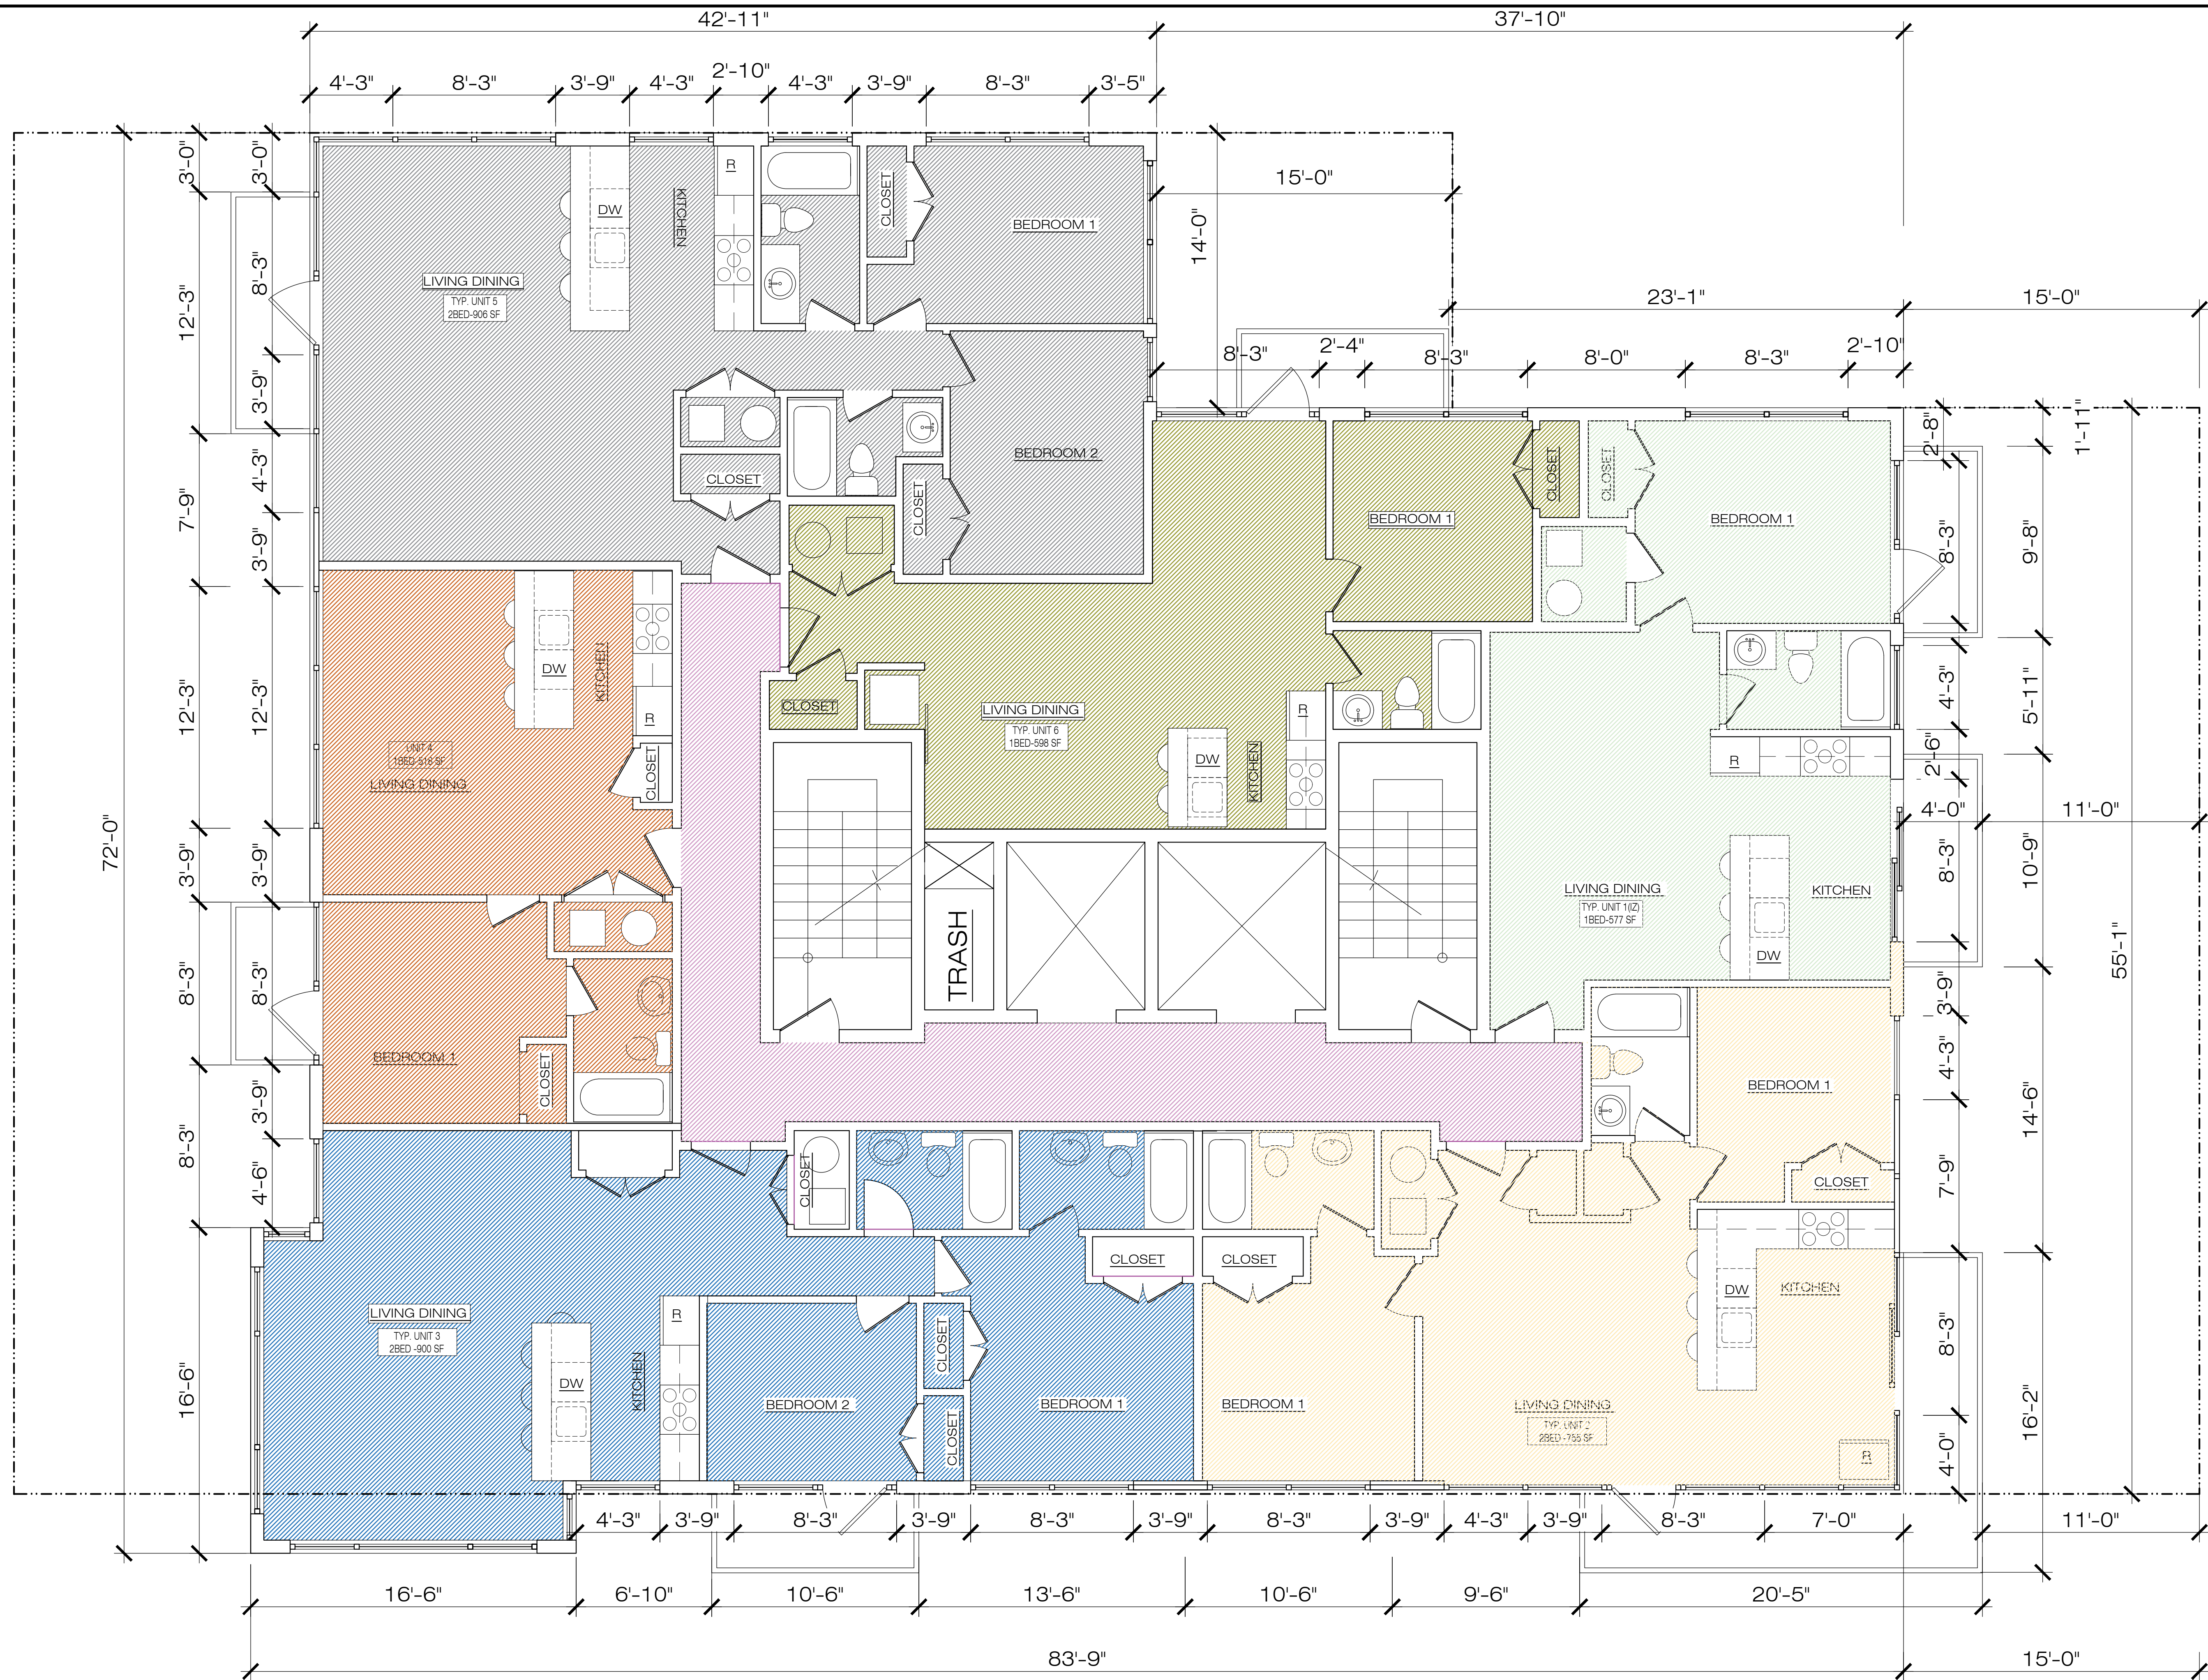 42'-11"
37'-10"
4'-3"
8'-3"
3'-9"
4'-3"
2'-10"
4'-3"
3'-9"
8'-3"
3'-5"
3'-0"
3'-0"
14'-0"
15'-0"
R
DW
KITCHEN
CLOSET
BEDROOM 1
LIVING DINING
TYP. UNIT 5
2BED-906 SF
12'-3"
8'-3"
23'-1"
15'-0"
8'-3"
2'-4"
8'-3"
8'-0"
8'-3"
2'-10"
3'-9"
4'-3"
7'-9"
3'-9"
CLOSET
CLOSET
BEDROOM 2
2'-8"
1'-11"
BEDROOM 1
CLOSET
CLOSET
BEDROOM 1
8'-3"
9'-8"
DW
KITCHEN
R
CLOSET
UNIT 4
1BED-516 SF
LIVING DINING
12'-3"
12'-3"
72'-0"
CLOSET
LIVING DINING
TYP. UNIT 6
1BED-598 SF
R
DW
KITCHEN
4'-3"
5'-11"
2'-6"
R
4'-0"
11'-0"
3'-9"
3'-9"
TRASH
LIVING DINING
TYP. UNIT 1(IZ)
1BED-577 SF
KITCHEN
DW
8'-3"
10'-9"
55'-1"
8'-3"
8'-3"
BEDROOM 1
CLOSET
3'-9"
4'-3"
14'-6"
BEDROOM 1
CLOSET
7'-9"
3'-9"
8'-3"
4'-6"
CLOSET
CLOSET
CLOSET
DW
KITCHEN
LIVING DINING
TYP. UNIT 3
2BED -900 SF
R
KITCHEN
DW
CLOSET
CLOSET
BEDROOM 2
BEDROOM 1
BEDROOM 1
LIVING DINING
TYP. UNIT 2
2BED -755 SF
R
8'-3"
16'-2"
4'-0"
16'-6"
4'-3"
3'-9"
8'-3"
3'-9"
8'-3"
3'-9"
8'-3"
3'-9"
4'-3"
3'-9"
8'-3"
7'-0"
11'-0"
16'-6"
6'-10"
10'-6"
13'-6"
10'-6"
9'-6"
20'-5"
83'-9"
15'-0"